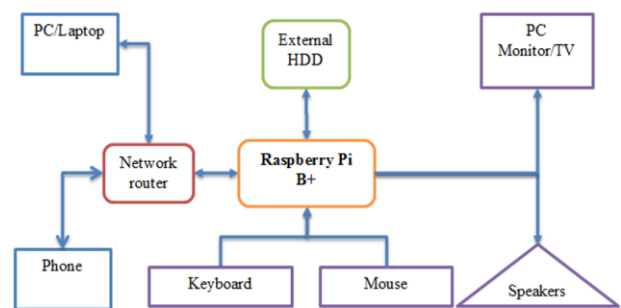 PC/Laptop
External
HDD
PC
Monitor/TV
Network
router
Raspberry Pi
B+
Phone
Keyboard
Mouse
Speakers